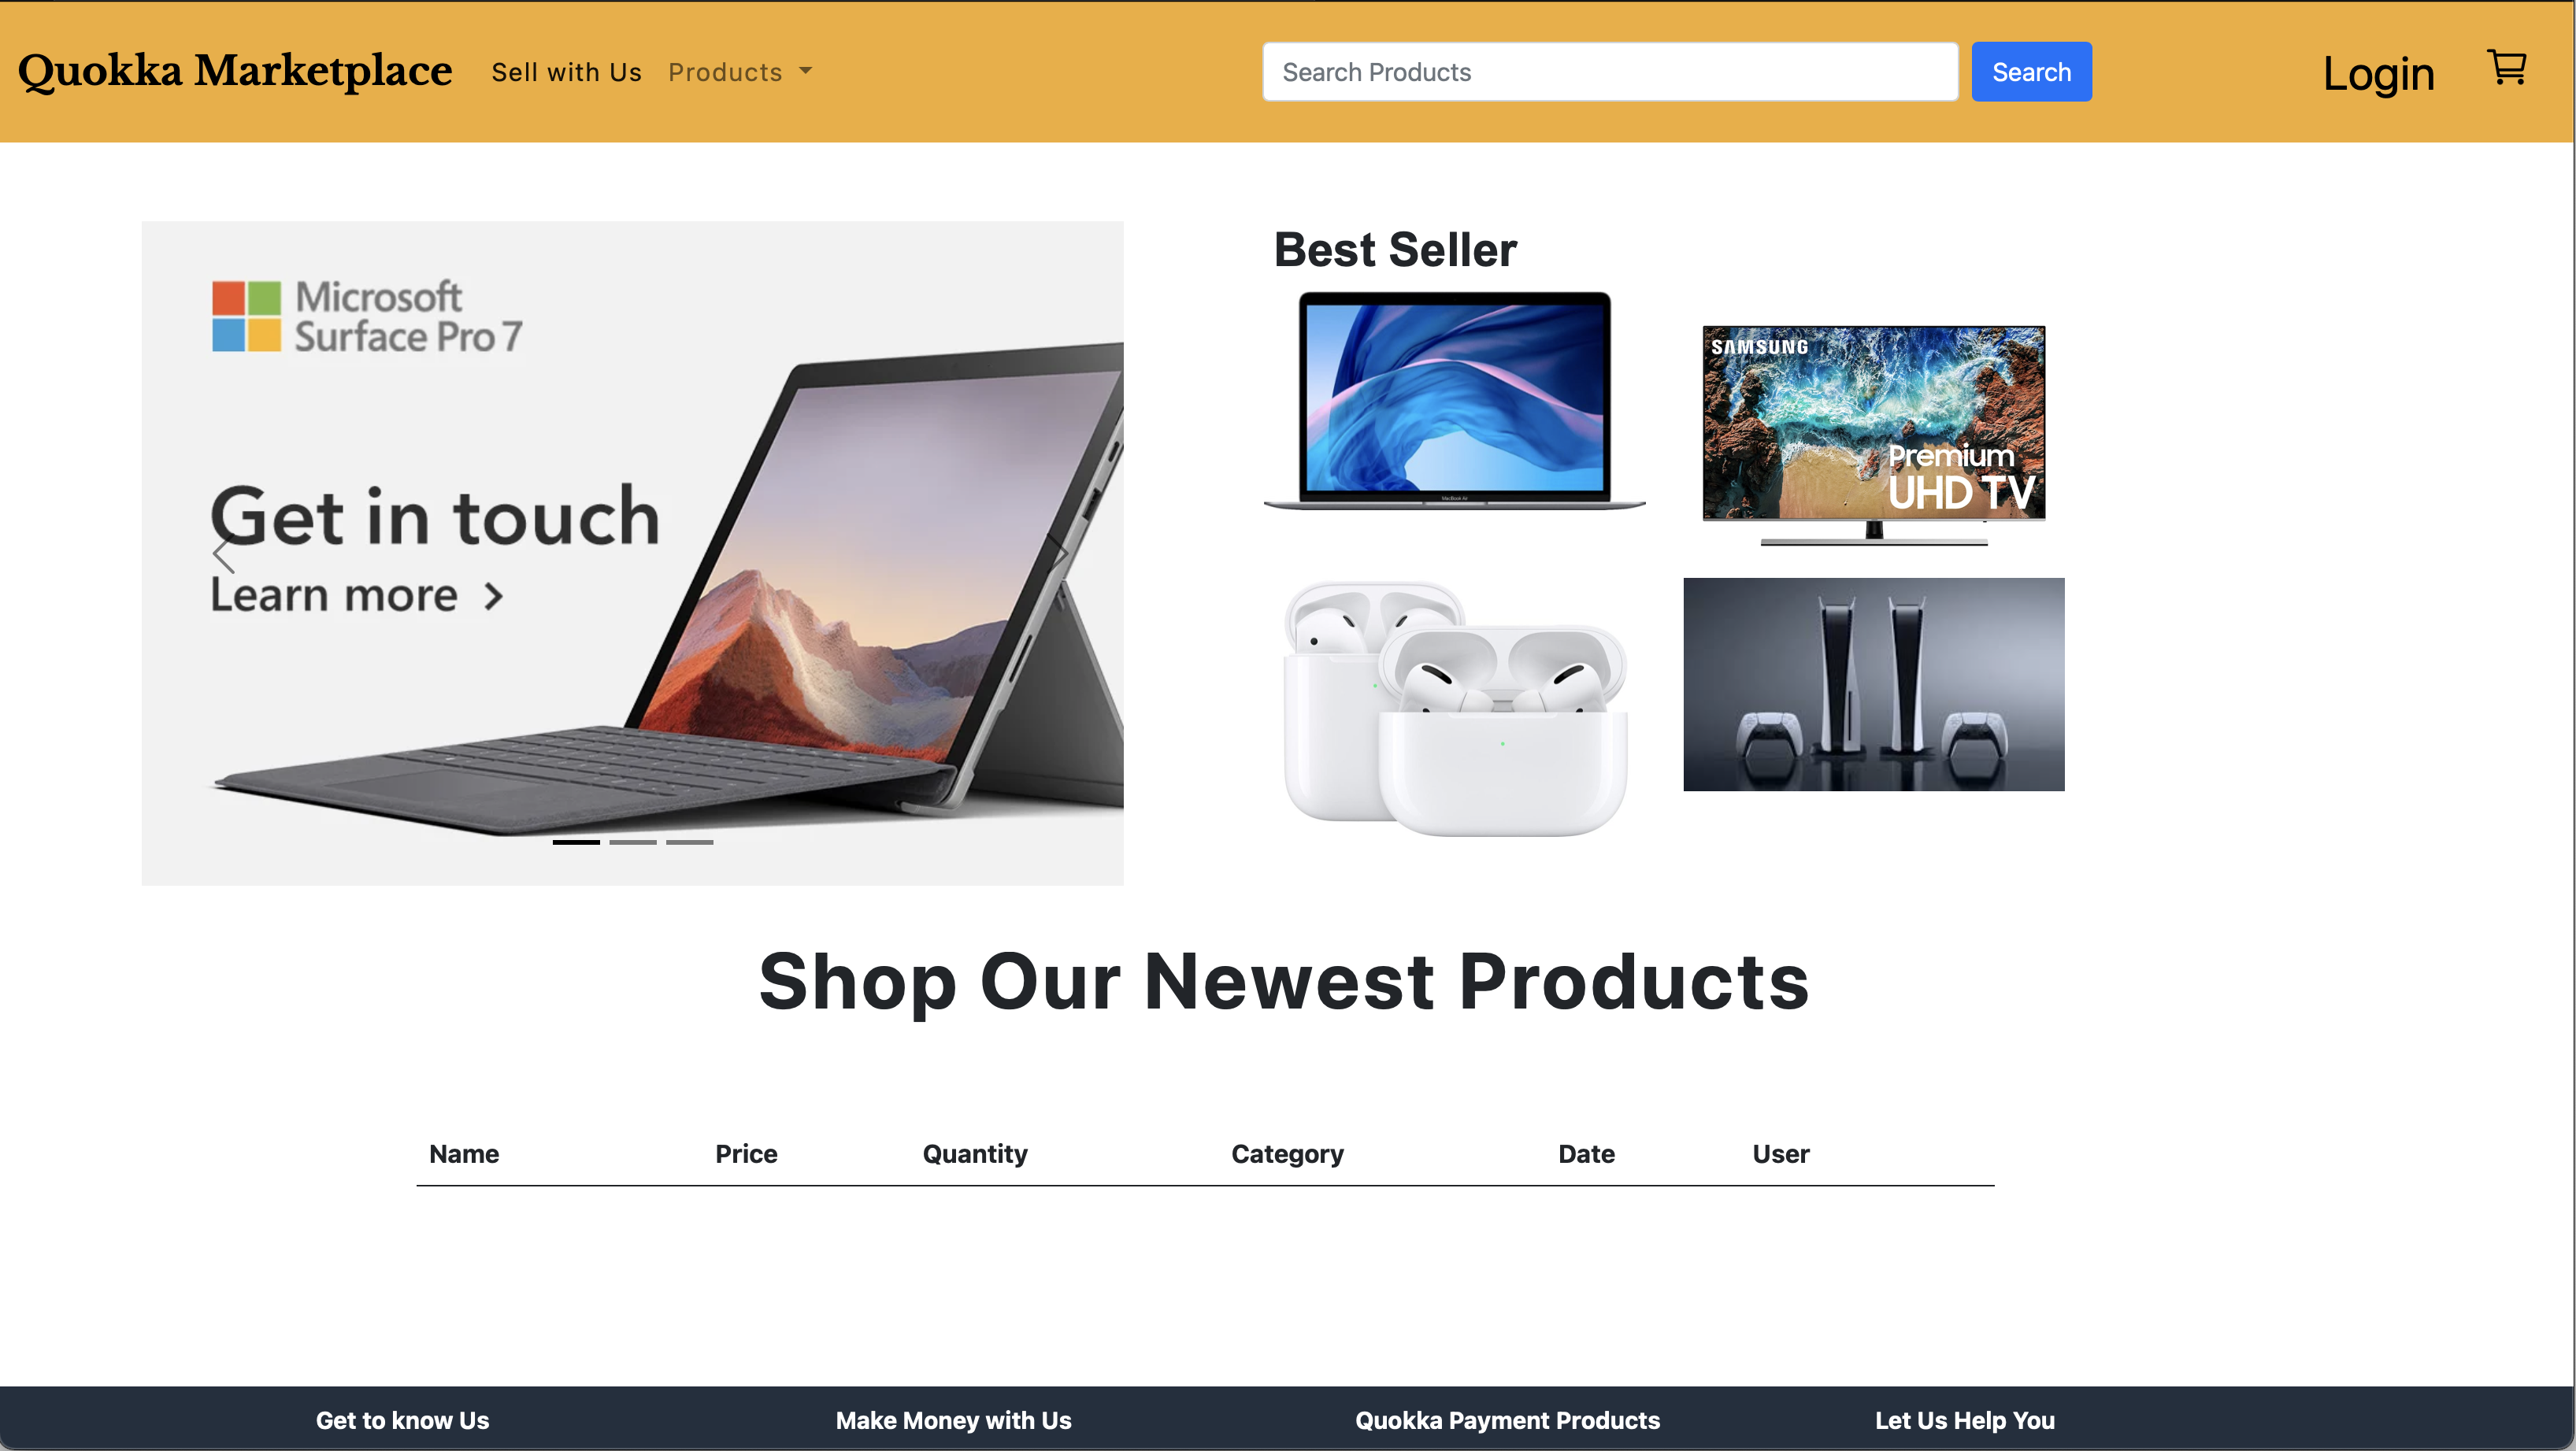 Quokka Marketplace
Sell with Us
Products
Search Products
Search
Login
Microsoft
Surface Pro 7
Get in touch
Learn more >
Best Seller
MacBook Air
SAMSUNG
Premium
UHD TV
Shop Our Newest Products
Name Price Quantity Category Date User
Get to know Us
Make Money with Us
Quokka Payment Products
Let Us Help You